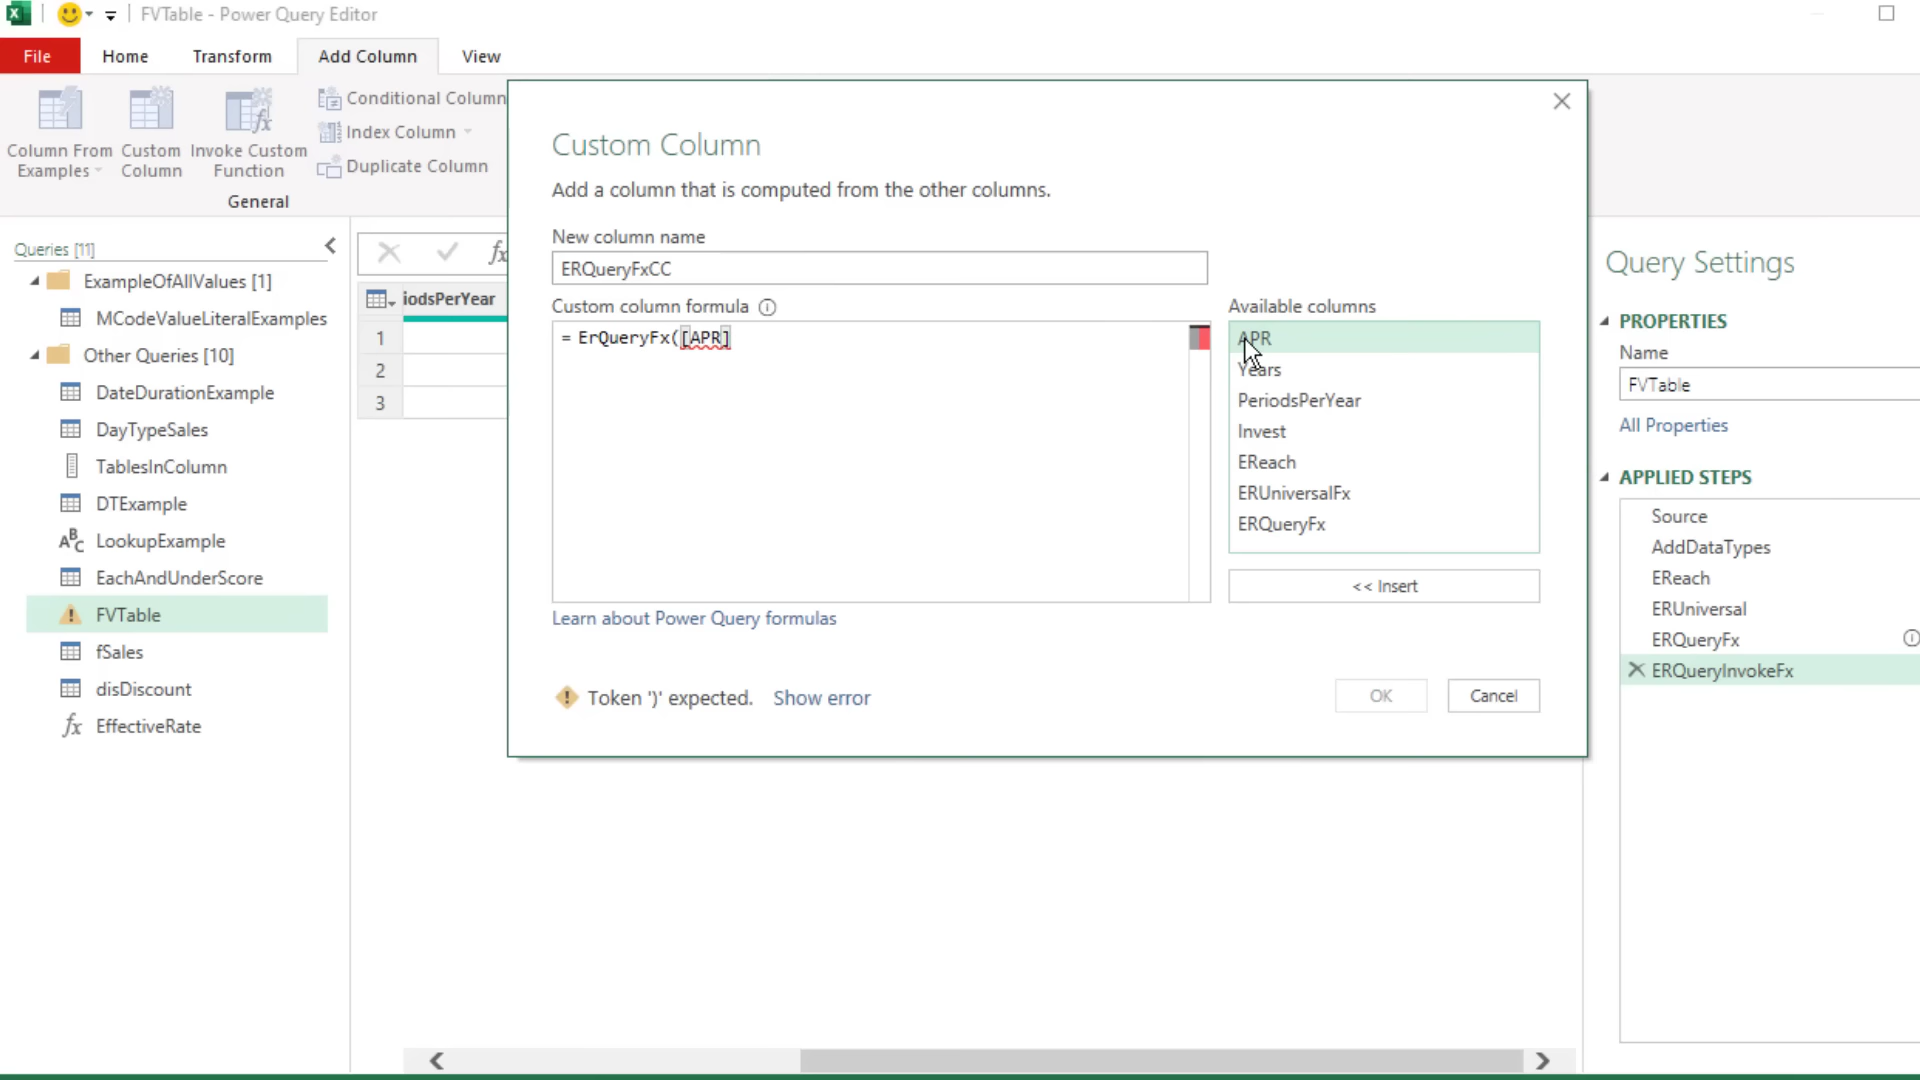 FVTable - Power Query Editor
File
Home
Transform
Add Column
View
Column From
Examples
Custom
Column
Invoke Custom
Function
Conditional Column
Index Column
Duplicate Column
General
Queries [11]
ExampleOfAllValues [1]
MCodeValueLiteralExamples
Other Queries [10]
DateDurationExample
DayTypeSales
TablesInColumn
DTExample
LookupExample
EachAndUnderScore
FVTable
fSales
disDiscount
EffectiveRate
fx
iodsPerYear
1
2
3
Custom Column
Add a column that is computed from the other columns.
New column name
ERQueryFxCC
Custom column formula
= ErQueryFx([APR]
Available columns
APR
Years
PeriodsPerYear
Invest
EReach
ERUniversalFx
ERQueryFx
<< Insert
Learn about Power Query formulas
Token ')' expected.
Show error
OK
Cancel
Query Settings
PROPERTIES
Name
FVTable
All Properties
APPLIED STEPS
Source
AddDataTypes
EReach
ERUniversal
ERQueryFx
ERQueryInvokeFx